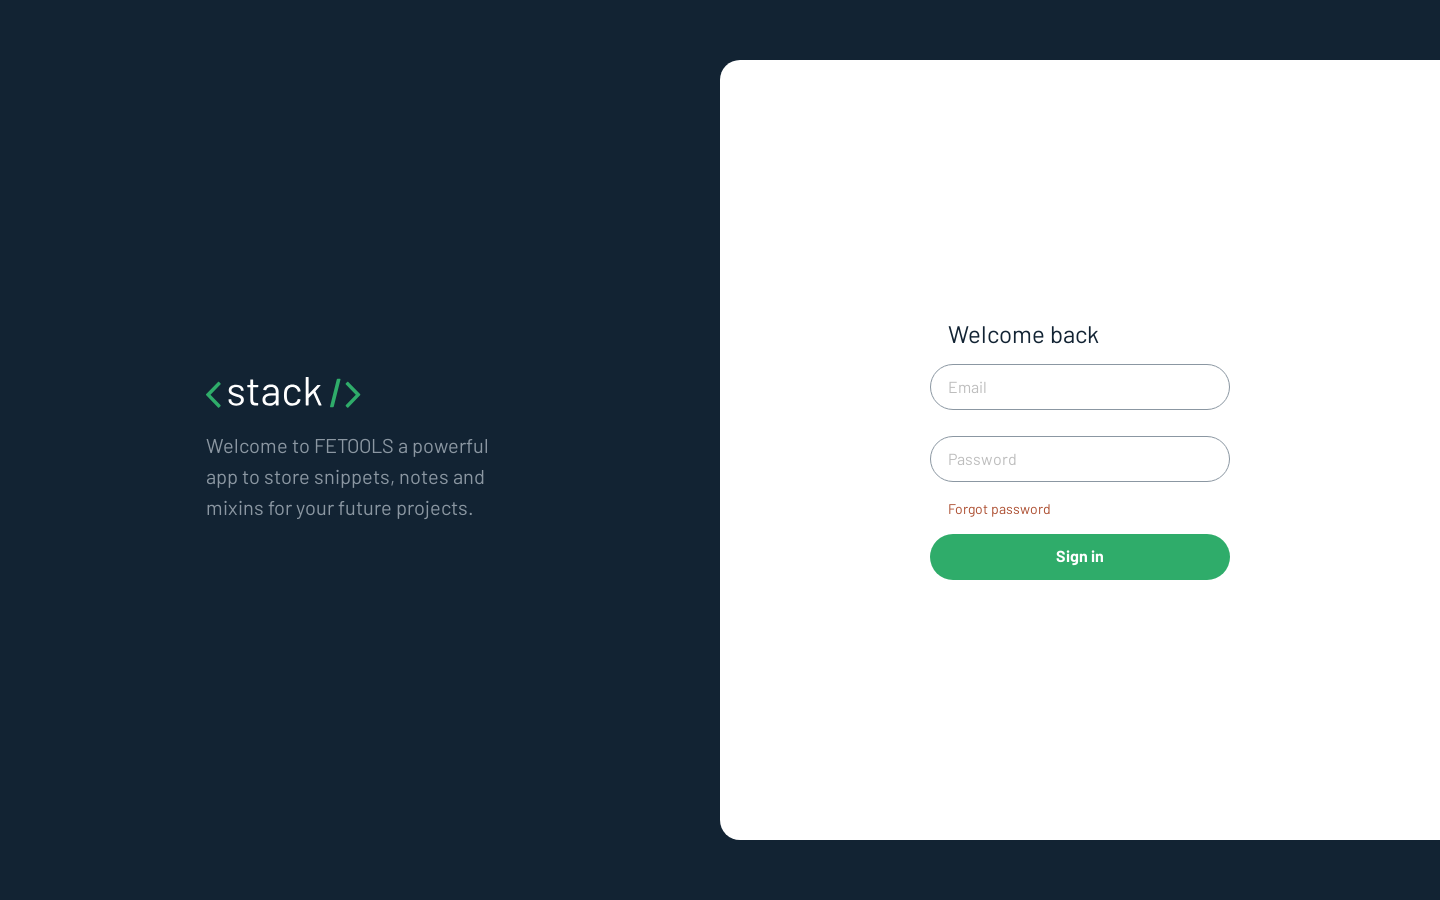 <stack/>
Welcome to FETOOLS a powerful
app to store snippets, notes and
mixins for your future projects.
Welcome back
Email
Password
Forgot password
Sign in